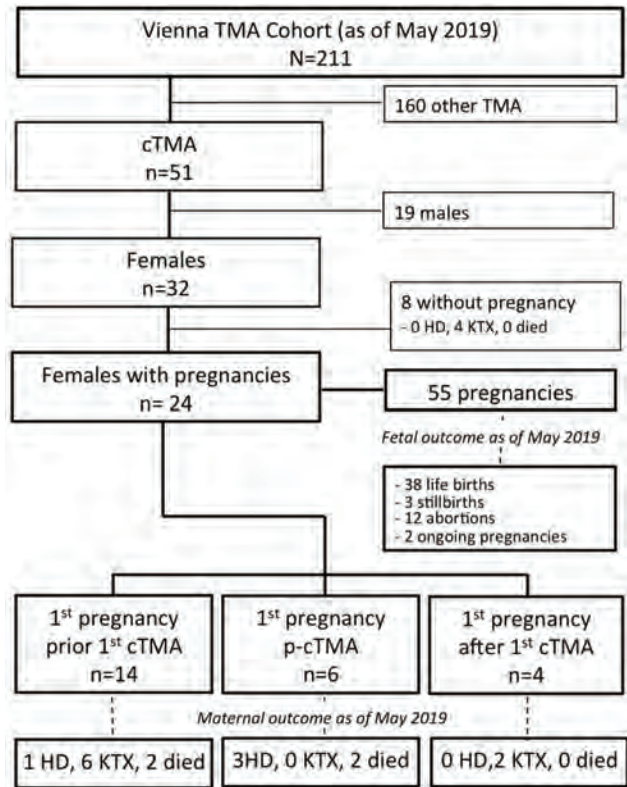 Vienna TMA Cohort (as of May 2019)
N=211
160 other TMA
cTMA
n=51
19 males
Females
n=32
8 without pregnancy
- 0 HD, 4 KTX, 0 died
Females with pregnancies
n= 24
55 pregnancies
Fetal outcome as of May 2019
- 38 life births
- 3 stillbirths
- 12 abortions
- 2 ongoing pregnancies
1st pregnancy
prior 1st cTMA
n=14
1st pregnancy
p-cTMA
n=6
1st pregnancy
after 1st cTMA
n=4
Maternal outcome as of May 2019
1 HD, 6 KTX, 2 died
3HD, 0 KTX, 2 died
0 HD,2 KTX, 0 died